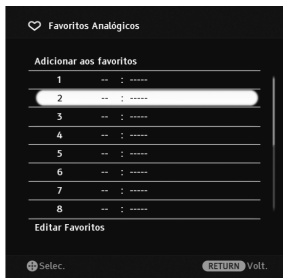 Favoritos Analógicos
Adicionar aos favoritos
1 -- : -----
2 -- : -----
3 -- : -----
4 -- : -----
5 -- : -----
6 -- : -----
7 -- : -----
8 -- : -----
Editar Favoritos
Selec. RETURN Volt.